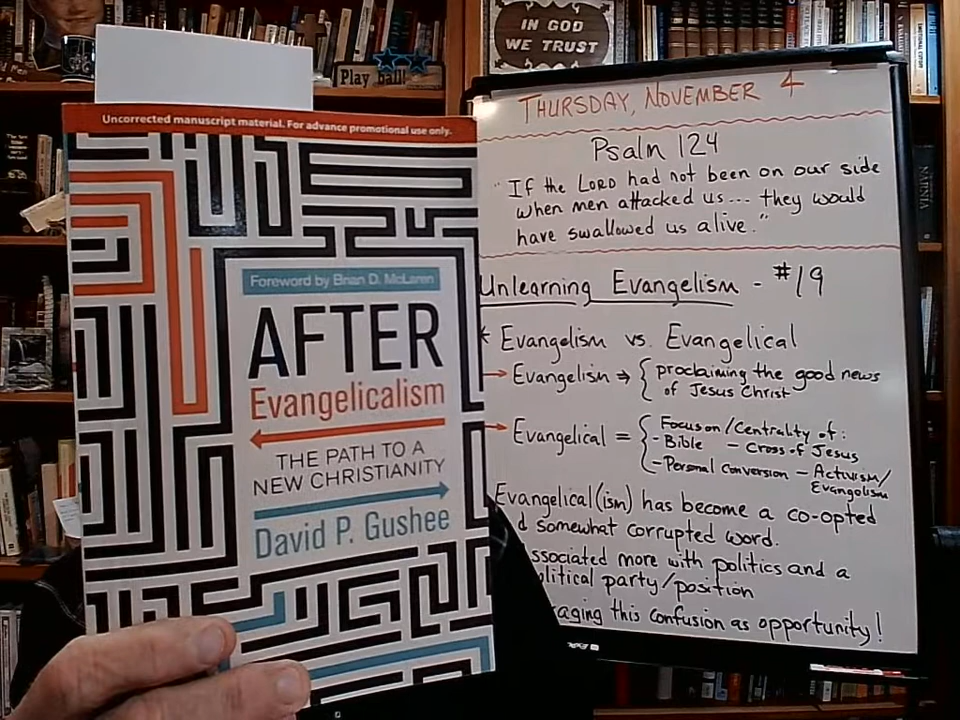 IN GOD
WE TRUST
Play ball!
NARNIA
Uncorrected manuscript material. For advance promotional use only.
Foreword by Brian D. McLaren
AFTER
Evangelicalism
THE PATH TO A
NEW CHRISTIANITY
David P. Gushee
THURSDAY, NOVEMBER 4
Psalm 124
"If the LORD had not been on our side
when men attacked us... they would
have swallowed us alive."
Unlearning Evangelism - #19
* Evangelism vs. Evangelical
→ Evangelism → { proclaiming the good news
of Jesus Christ
→ Evangelical = { Focus on/Centrality of:
- Bible - Cross of Jesus
- Personal Conversion - Activism/
Evangelism
Evangelical(ism) has become a co-opted
d somewhat corrupted word.
ssociated more with politics and a
olitical party/position
raging this confusion as opportunity!